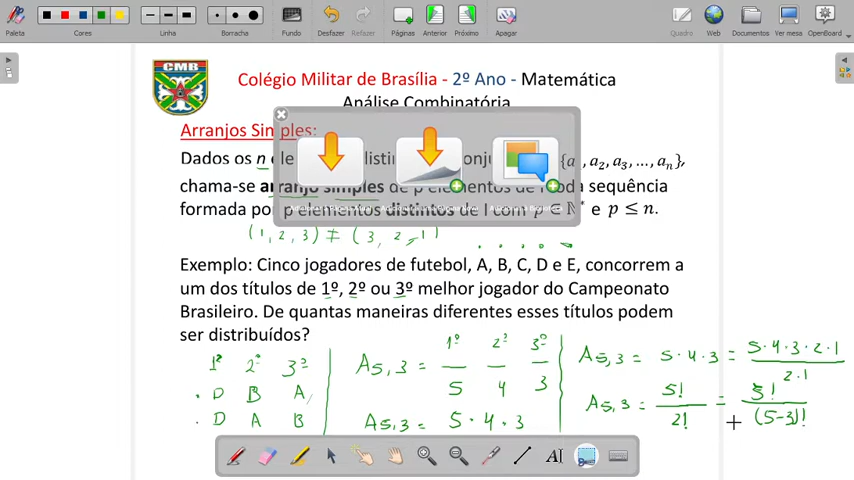 Cores Linha Borracha
Paleta Fundo Desfazer Refazer Páginas Anterior Próximo Apagar Quadro Web Documentos Mostrar Ver OpenBoard
CMB
Colégio Militar de Brasília - 2º Ano - Matemática
Análise Combinatória
Arranjos Simples:
Dados os n ele list onju {a , a₂, a₃, ..., aₙ},
chama-se arranjo simples de p elementos de I toda sequência
formada por p elementos distintos de I com p ∈ ℕ* e p ≤ n.
(1, 2, 3) ≠ (3, 2, 1)
Exemplo: Cinco jogadores de futebol, A, B, C, D e E, concorrem a
um dos títulos de 1º, 2º ou 3º melhor jogador do Campeonato
Brasileiro. De quantas maneiras diferentes esses títulos podem
ser distribuídos?
1º 2º 3º
D B A
D A B
1º 2º 3º
A5,3 = 5 4 3
A5,3 = 5 · 4 · 3
A5,3 = 5 · 4 · 3 = 5 · 4 · 3 · 2 · 1 / 2 · 1
A5,3 = 5! / 2! = 5! / (5-3)!